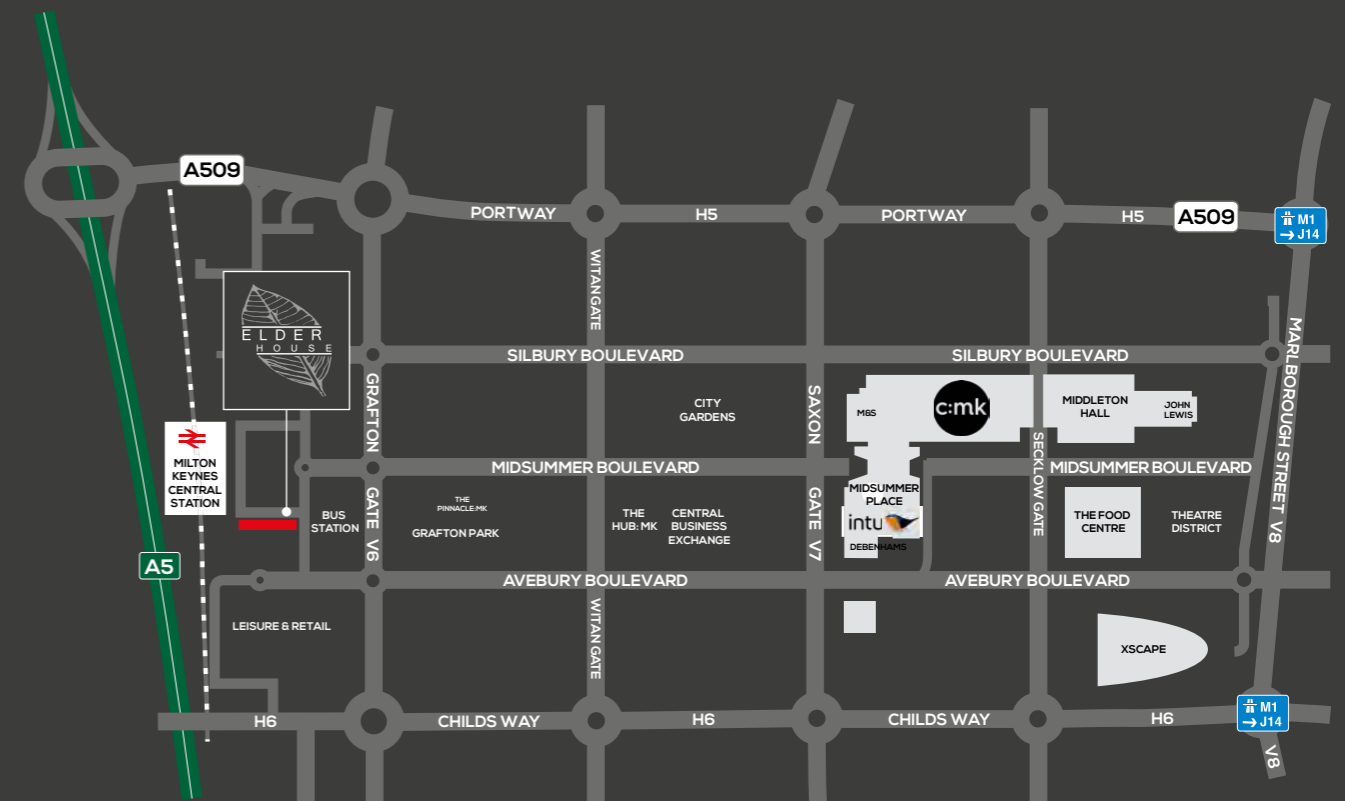 A509
PORTWAY
H5
PORTWAY
H5
A509
M1
J14
WITAN GATE
ELDER
HOUSE
SILBURY BOULEVARD
SILBURY BOULEVARD
MARLBOROUGH STREET V8
GRAFTON
SAXON
CITY
GARDENS
M&S
c:mk
MIDDLETON
HALL
JOHN
LEWIS
MILTON
KEYNES
CENTRAL
STATION
MIDSUMMER BOULEVARD
SECKLOW GATE
MIDSUMMER BOULEVARD
GATE V6
GATE V7
MIDSUMMER
PLACE
intu
DEBENHAMS
BUS
STATION
THE
PINNACLE:MK
GRAFTON PARK
THE
HUB: MK
CENTRAL
BUSINESS
EXCHANGE
THE FOOD
CENTRE
THEATRE
DISTRICT
A5
AVEBURY BOULEVARD
AVEBURY BOULEVARD
LEISURE & RETAIL
WITAN GATE
XSCAPE
H6
CHILDS WAY
H6
CHILDS WAY
H6
M1
J14
V8